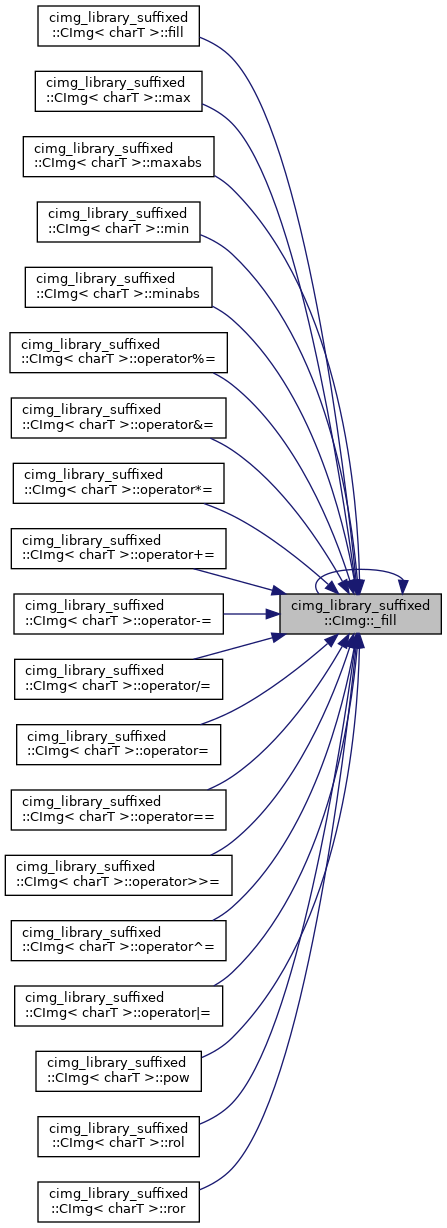 cimg_library_suffixed
::CImg< charT >::fill
cimg_library_suffixed
::CImg< charT >::max
cimg_library_suffixed
::CImg< charT >::maxabs
cimg_library_suffixed
::CImg< charT >::min
cimg_library_suffixed
::CImg< charT >::minabs
cimg_library_suffixed
::CImg< charT >::operator%=
cimg_library_suffixed
::CImg< charT >::operator&=
cimg_library_suffixed
::CImg< charT >::operator*=
cimg_library_suffixed
::CImg< charT >::operator+=
cimg_library_suffixed
::CImg::_fill
cimg_library_suffixed
::CImg< charT >::operator-=
cimg_library_suffixed
::CImg< charT >::operator/=
cimg_library_suffixed
::CImg< charT >::operator=
cimg_library_suffixed
::CImg< charT >::operator==
cimg_library_suffixed
::CImg< charT >::operator>>=
cimg_library_suffixed
::CImg< charT >::operator^=
cimg_library_suffixed
::CImg< charT >::operator|=
cimg_library_suffixed
::CImg< charT >::pow
cimg_library_suffixed
::CImg< charT >::rol
cimg_library_suffixed
::CImg< charT >::ror